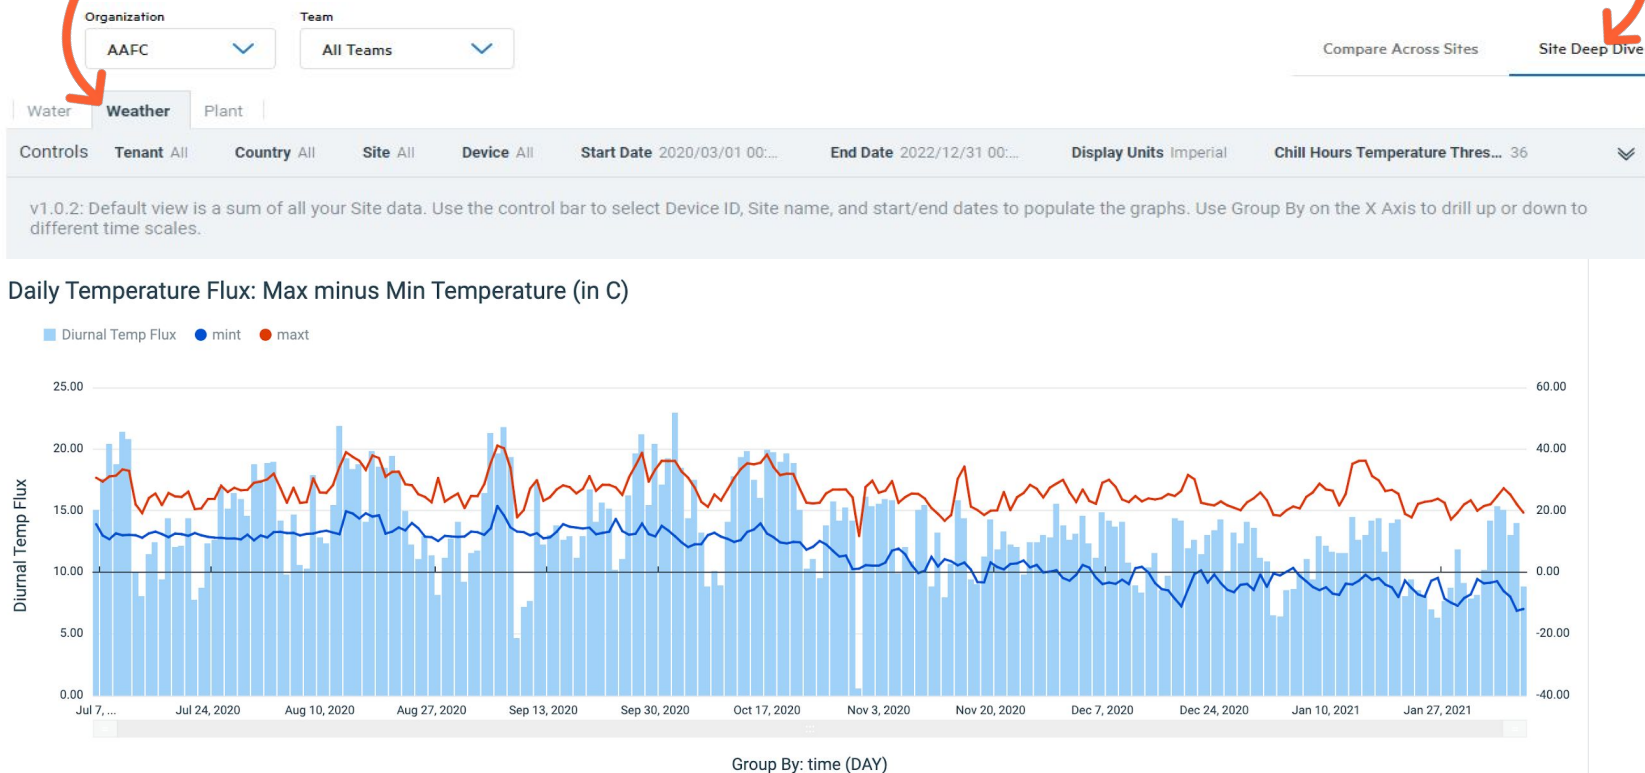 Organization
Team
AAFC
All Teams
Compare Across Sites
Site Deep Dive
Water
Weather
Plant
Controls Tenant All Country All Site All Device All Start Date 2020/03/01 00:... End Date 2022/12/31 00:... Display Units Imperial Chill Hours Temperature Thres... 36
v1.0.2: Default view is a sum of all your Site data. Use the control bar to select Device ID, Site name, and start/end dates to populate the graphs. Use Group By on the X Axis to drill up or down to
different time scales.
Daily Temperature Flux: Max minus Min Temperature (in C)
Diurnal Temp Flux mint maxt
25.00
20.00
15.00
10.00
5.00
0.00
Diurnal Temp Flux
60.00
40.00
20.00
0.00
-20.00
-40.00
Jul 7, ... Jul 24, 2020 Aug 10, 2020 Aug 27, 2020 Sep 13, 2020 Sep 30, 2020 Oct 17, 2020 Nov 3, 2020 Nov 20, 2020 Dec 7, 2020 Dec 24, 2020 Jan 10, 2021 Jan 27, 2021
Group By: time (DAY)